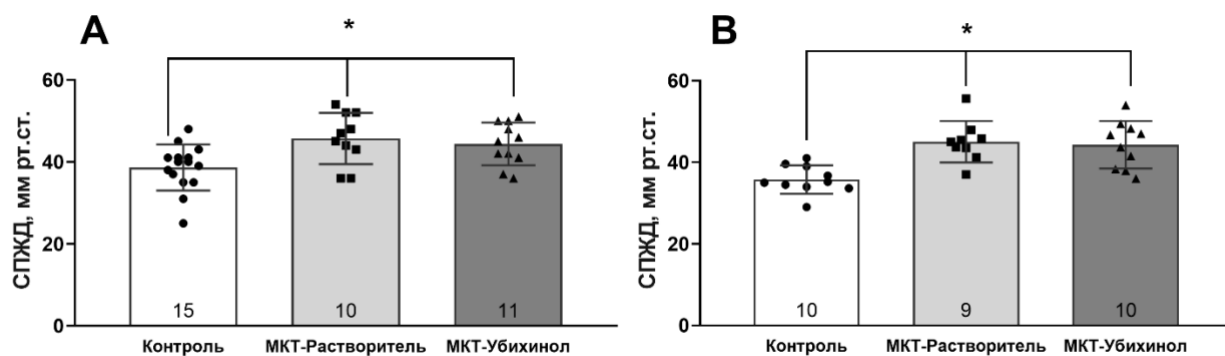 A
*
СПЖД, мм рт.ст.
60
40
20
0
15
10
11
Контроль
МКТ-Растворитель
МКТ-Убихинол
B
*
СПЖД, мм рт.ст.
60
40
20
0
10
9
10
Контроль
МКТ-Растворитель
МКТ-Убихинол